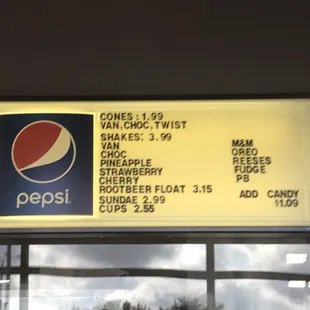 pepsi
CONES: 1.99
VAN, CHOC, TWIST
SHAKES: 3.99
VAN
CHOC
PINEAPPLE
STRAWBERRY
CHERRY
ROOTBEER FLOAT 3.15
SUNDAE 2.99
CUPS 2.55
M&M
OREO
REESES
FUDGE
PB
ADD CANDY
11.09